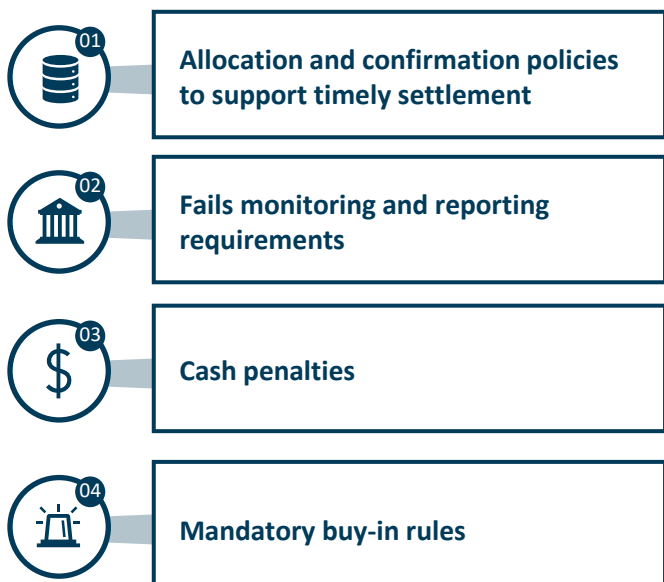 01
Allocation and confirmation policies
to support timely settlement
02
Fails monitoring and reporting
requirements
03
$
Cash penalties
04
Mandatory buy-in rules